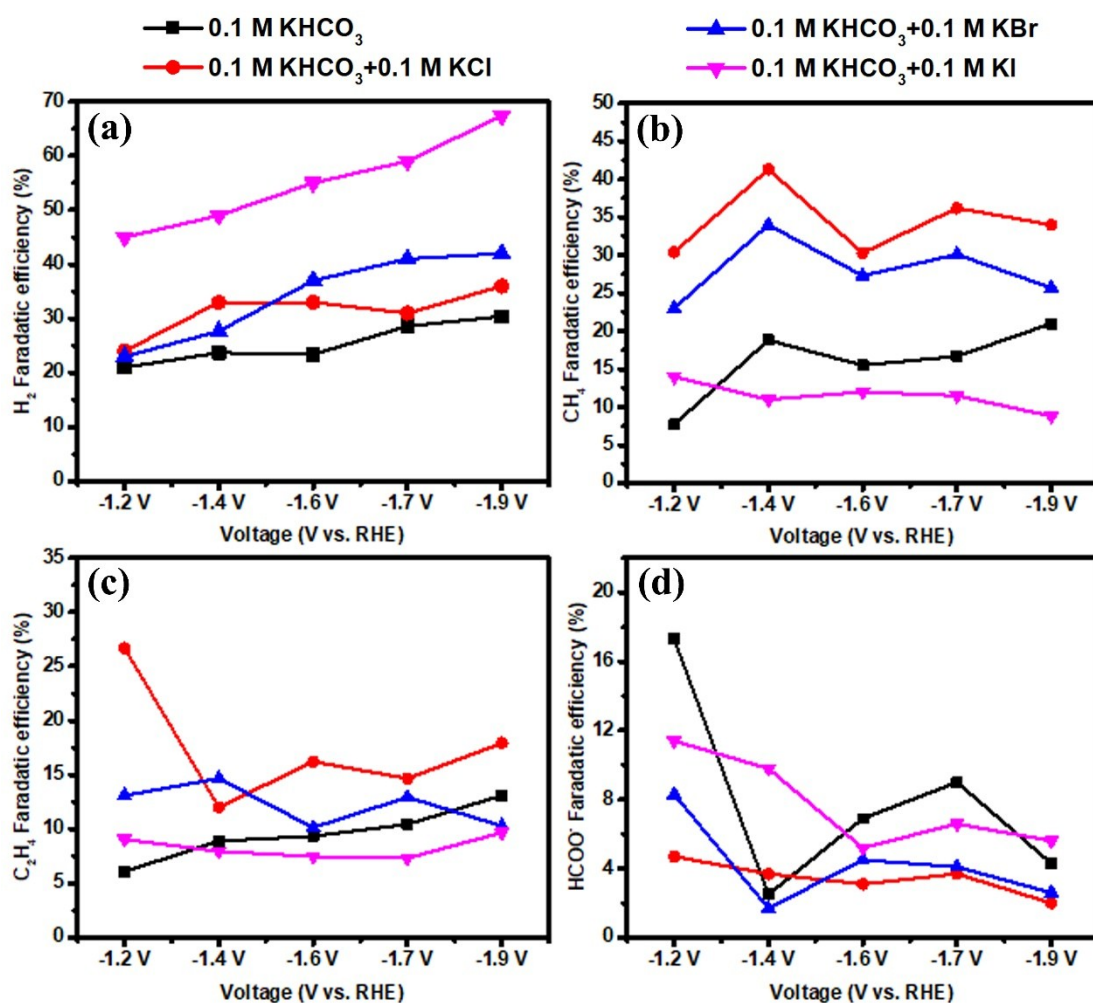 0.1 M KHCO₃
0.1 M KHCO₃+0.1 M KBr
0.1 M KHCO₃+0.1 M KCl
0.1 M KHCO₃+0.1 M KI
(a)
H₂ Faradatic efficiency (%)
70
60
50
40
30
20
10
0
-1.2 V -1.4 V -1.6 V -1.7 V -1.9 V
Voltage (V vs. RHE)
(b)
CH₄ Faradatic efficiency (%)
50
45
40
35
30
25
20
15
10
5
0
-1.2 V -1.4 V -1.6 V -1.7 V -1.9 V
Voltage (V vs. RHE)
(c)
C₂H₄ Faradatic efficiency (%)
35
30
25
20
15
10
5
0
-1.2 V -1.4 V -1.6 V -1.7 V -1.9 V
Voltage (V vs. RHE)
(d)
HCOO⁻ Faradatic efficiency (%)
20
16
12
8
4
0
-1.2 V -1.4 V -1.6 V -1.7 V -1.9 V
Voltage (V vs. RHE)